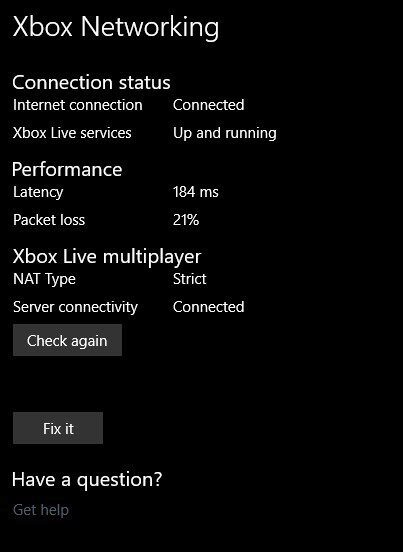 Xbox Networking
Connection status
Internet connection Connected
Xbox Live services Up and running
Performance
Latency 184 ms
Packet loss 21%
Xbox Live multiplayer
NAT Type Strict
Server connectivity Connected
Check again
Fix it
Have a question?
Get help